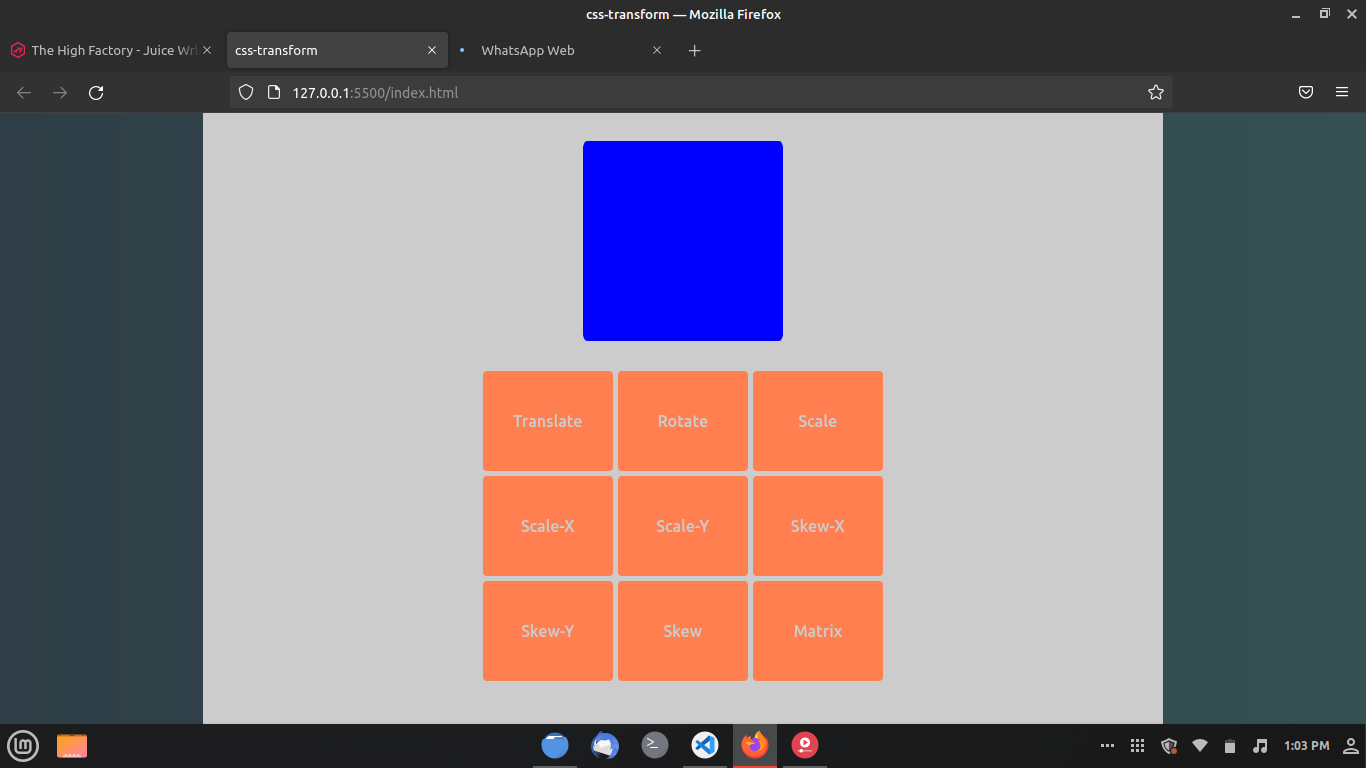 css-transform — Mozilla Firefox
The High Factory - Juice Wrl
css-transform
WhatsApp Web
127.0.0.1:5500/index.html
Translate
Rotate
Scale
Scale-X
Scale-Y
Skew-X
Skew-Y
Skew
Matrix
1:03 PM